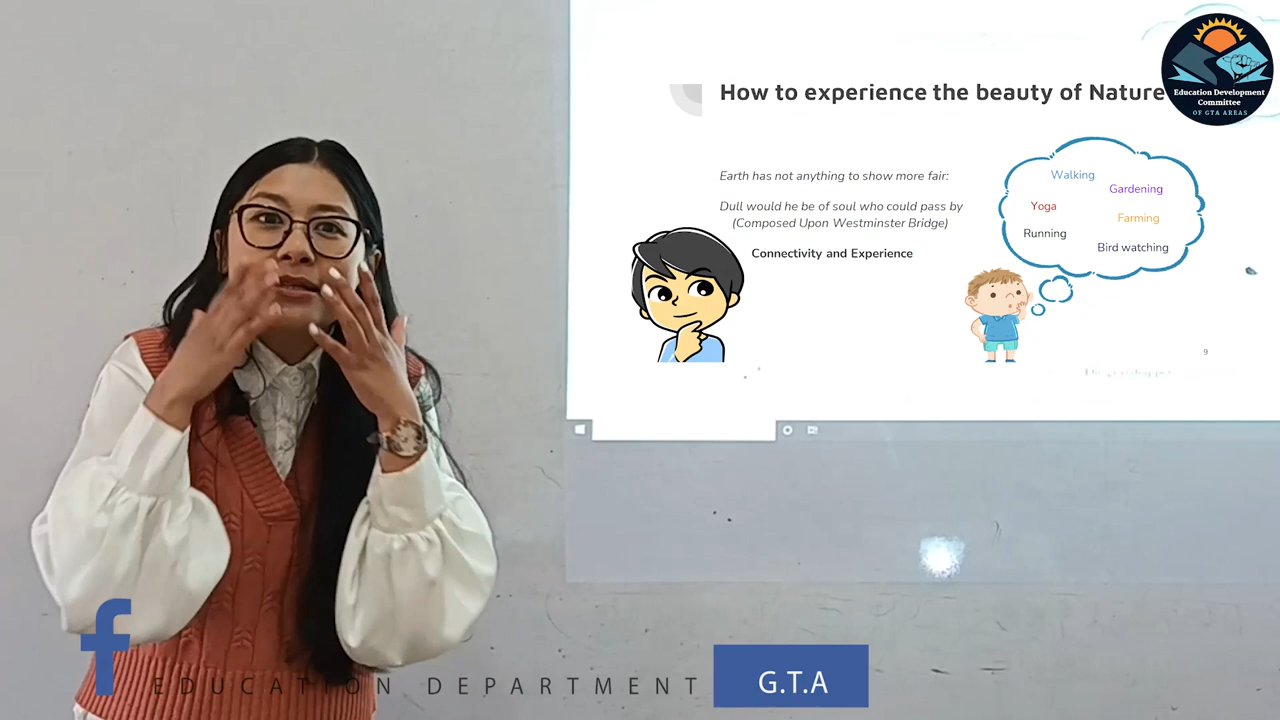 How to experience the beauty of Nature
Education Development
Committee
OF GTA AREAS
Earth has not anything to show more fair:
Dull would he be of soul who could pass by
(Composed Upon Westminster Bridge)
Connectivity and Experience
Walking
Gardening
Yoga
Farming
Running
Bird watching
9
f
EDUCATION DEPARTMENT
G.T.A